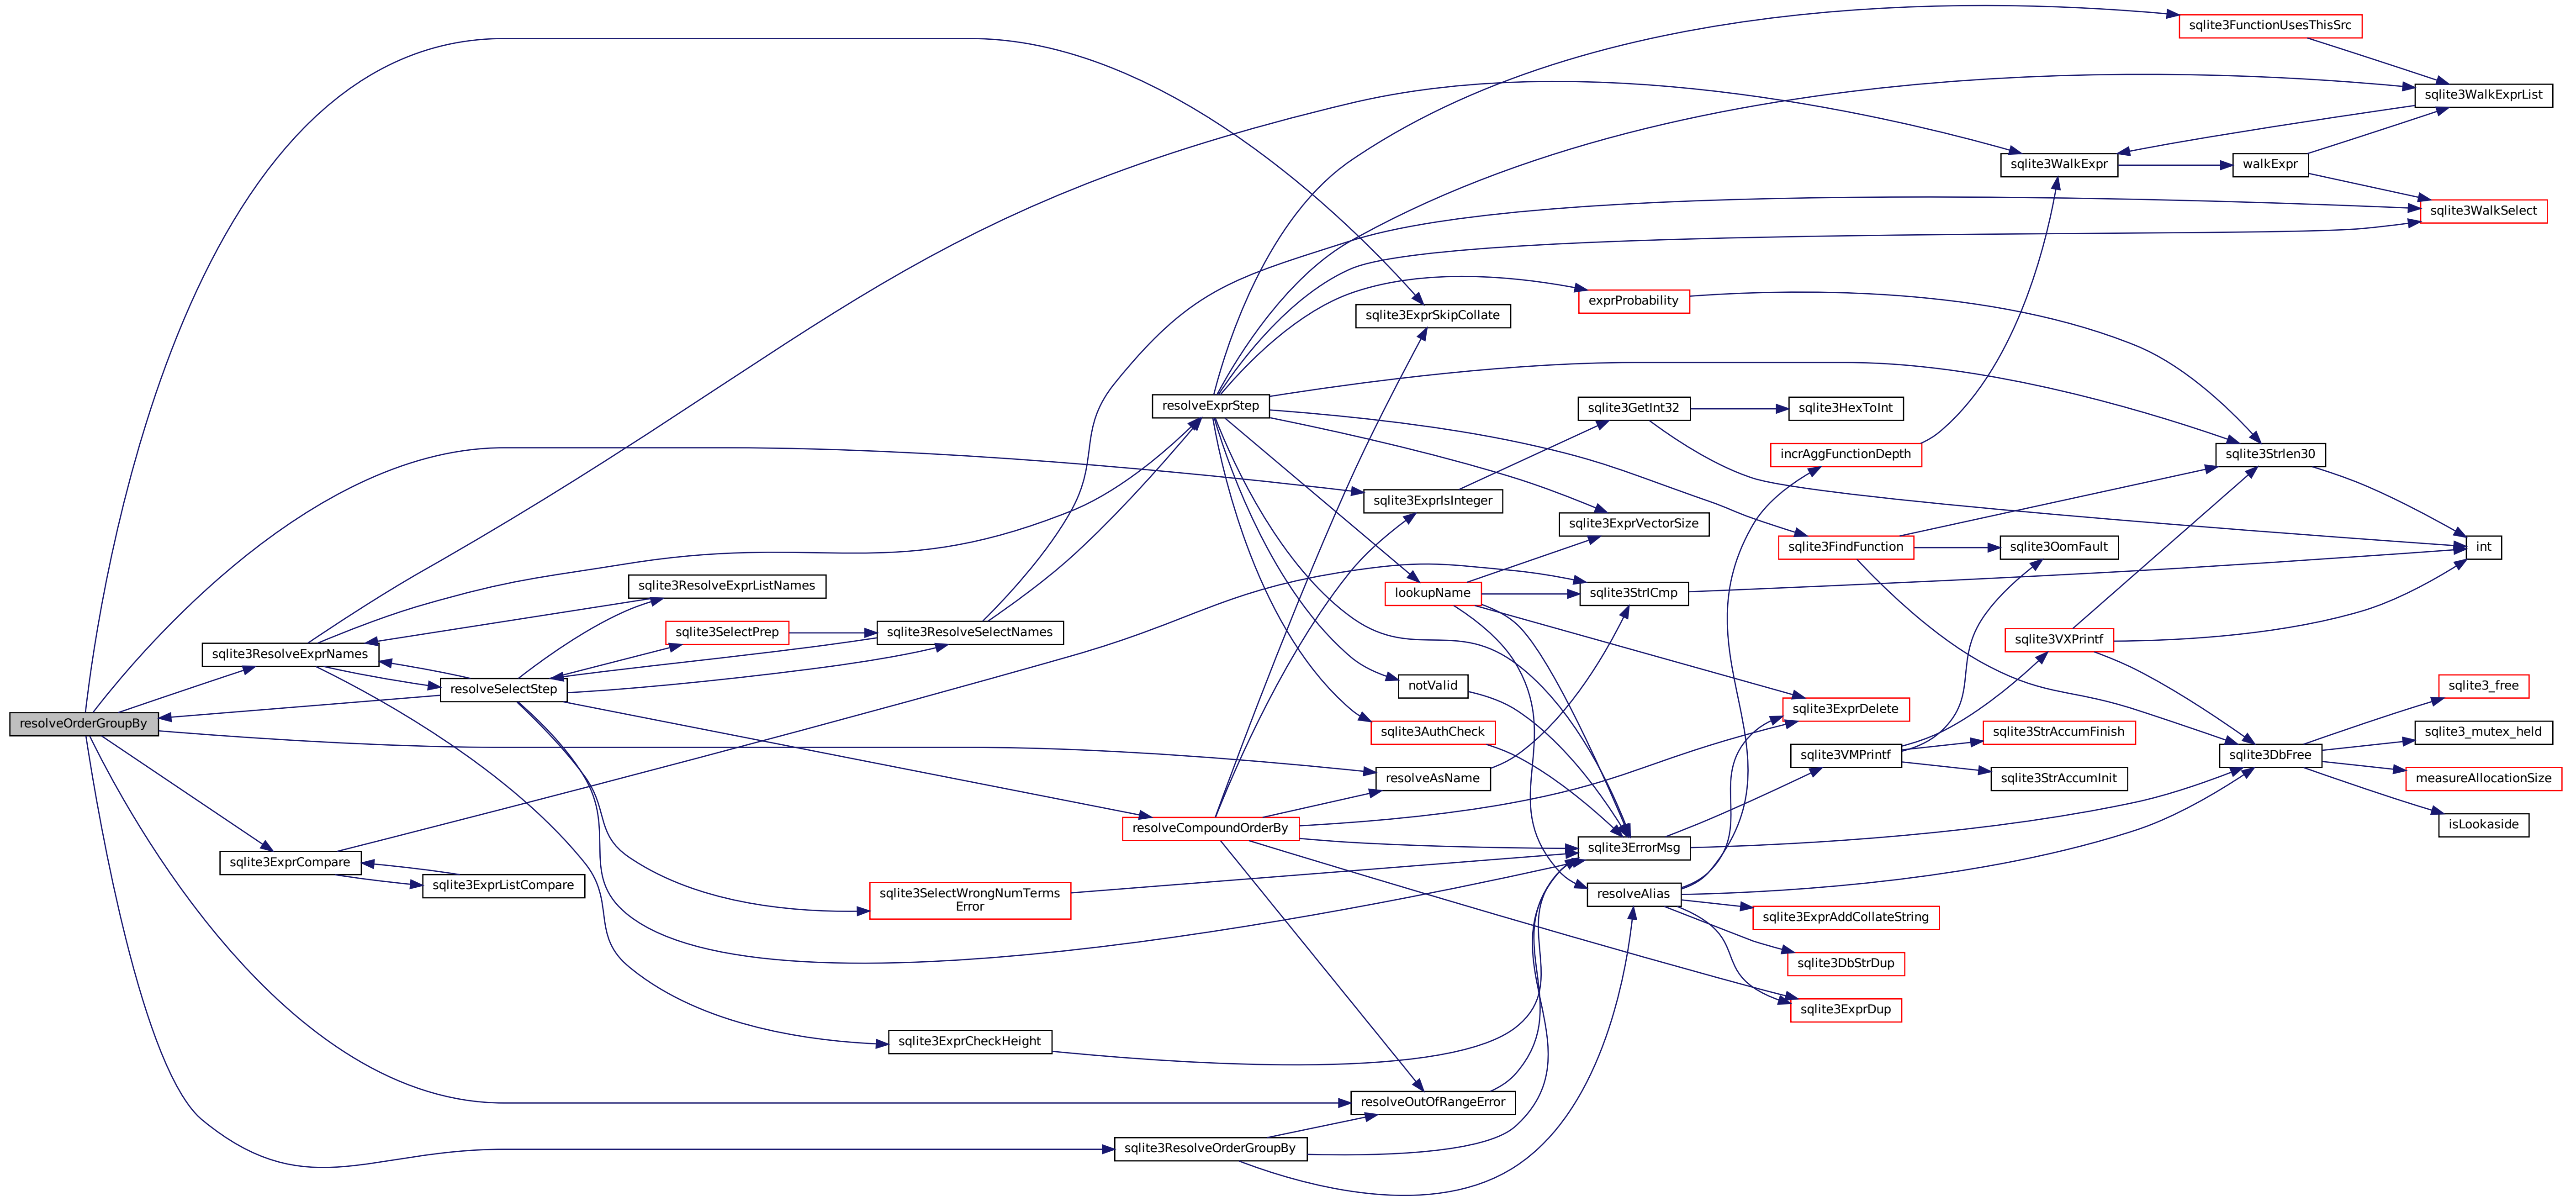 resolveOrderGroupBy
sqlite3ResolveExprNames
sqlite3ExprCompare
resolveSelectStep
sqlite3ExprListCompare
sqlite3ResolveExprListNames
sqlite3SelectPrep
sqlite3ResolveSelectNames
sqlite3SelectWrongNumTerms
Error
sqlite3ExprCheckHeight
resolveExprStep
resolveCompoundOrderBy
sqlite3ResolveOrderGroupBy
sqlite3ExprSkipCollate
sqlite3ExprIsInteger
lookupName
notValid
sqlite3AuthCheck
resolveAsName
resolveOutOfRangeError
exprProbability
sqlite3GetInt32
sqlite3ExprVectorSize
sqlite3StrICmp
sqlite3ErrorMsg
resolveAlias
sqlite3HexToInt
incrAggFunctionDepth
sqlite3FindFunction
sqlite3ExprDelete
sqlite3VMPrintf
sqlite3ExprAddCollateString
sqlite3DbStrDup
sqlite3ExprDup
sqlite3WalkExpr
sqlite3OomFault
sqlite3VXPrintf
sqlite3StrAccumFinish
sqlite3StrAccumInit
sqlite3FunctionUsesThisSrc
walkExpr
sqlite3Strlen30
sqlite3DbFree
sqlite3WalkExprList
sqlite3WalkSelect
int
sqlite3_free
sqlite3_mutex_held
measureAllocationSize
isLookaside